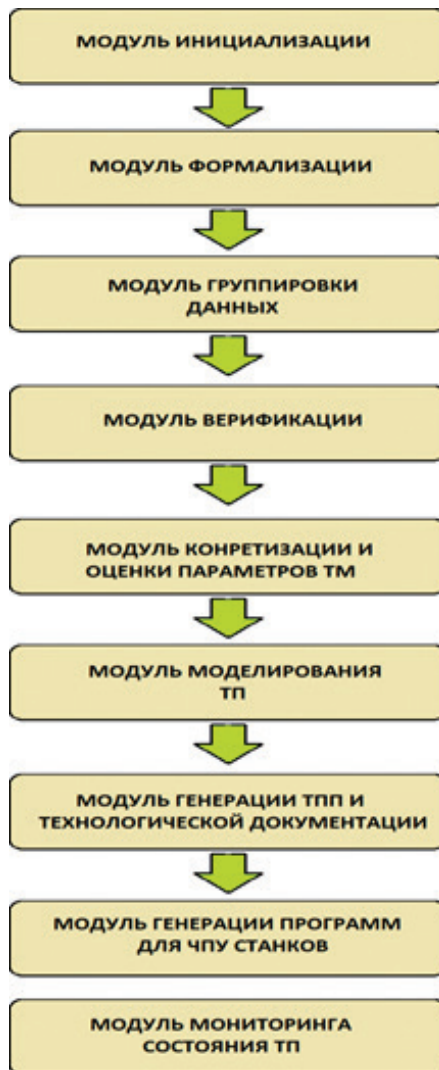 МОДУЛЬ ИНИЦИАЛИЗАЦИИ
МОДУЛЬ ФОРМАЛИЗАЦИИ
МОДУЛЬ ГРУППИРОВКИ
ДАННЫХ
МОДУЛЬ ВЕРИФИКАЦИИ
МОДУЛЬ КОНРЕТИЗАЦИИ И
ОЦЕНКИ ПАРАМЕТРОВ ТМ
МОДУЛЬ МОДЕЛИРОВАНИЯ
ТП
МОДУЛЬ ГЕНЕРАЦИИ ТПП И
ТЕХНОЛОГИЧЕСКОЙ ДОКУМЕНТАЦИИ
МОДУЛЬ ГЕНЕРАЦИИ ПРОГРАММ
ДЛЯ ЧПУ СТАНКОВ
МОДУЛЬ МОНИТОРИНГА
СОСТОЯНИЯ ТП